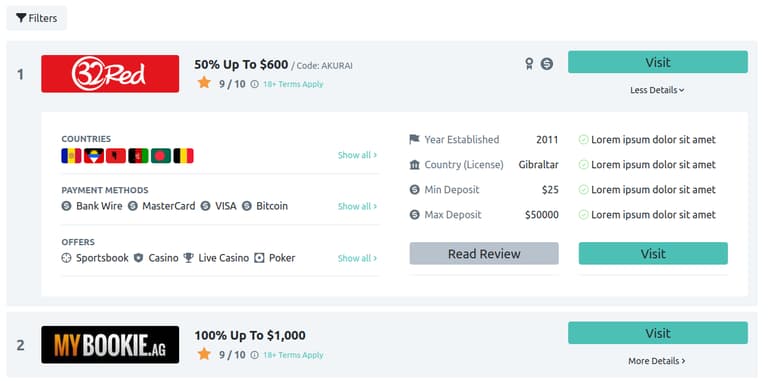 Filters
1
32Red
50% Up To $600 / Code: AKURAI
9 / 10 18+ Terms Apply
Visit
Less Details
COUNTRIES
Show all
PAYMENT METHODS
Bank Wire MasterCard VISA Bitcoin
Show all
OFFERS
Sportsbook Casino Live Casino Poker
Show all
Year Established 2011
Country (License) Gibraltar
Min Deposit $25
Max Deposit $50000
Read Review
Lorem ipsum dolor sit amet
Lorem ipsum dolor sit amet
Lorem ipsum dolor sit amet
Lorem ipsum dolor sit amet
Visit
2
MYBOOKIE.AG
100% Up To $1,000
9 / 10 18+ Terms Apply
Visit
More Details